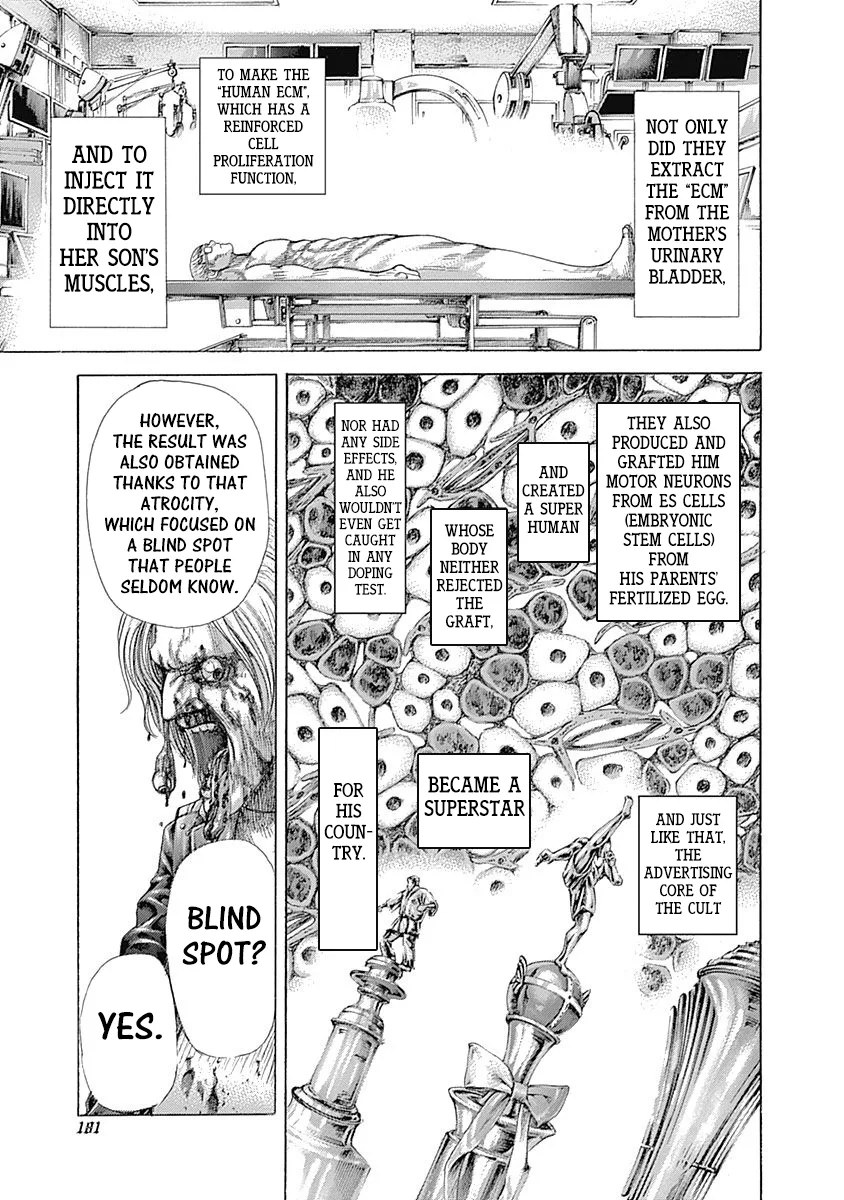 NOT ONLY
DID THEY
EXTRACT
THE "ECM"
FROM THE
MOTHER'S
URINARY
BLADDER,
TO MAKE THE
"HUMAN ECM",
WHICH HAS A
REINFORCED
CELL
PROLIFERATION
FUNCTION,
AND TO
INJECT IT
DIRECTLY
INTO
HER SON'S
MUSCLES,
THEY ALSO
PRODUCED AND
GRAFTED HIM
MOTOR NEURONS
FROM ES CELLS
(EMBRYONIC
STEM CELLS)
FROM
HIS PARENTS'
FERTILIZED EGG.
AND
CREATED
A SUPER
HUMAN
WHOSE
BODY
NEITHER
REJECTED
THE
GRAFT,
NOR HAD
ANY SIDE
EFFECTS,
AND HE
ALSO
WOULDN'T
EVEN GET
CAUGHT
IN ANY
DOPING
TEST.
AND JUST
LIKE THAT,
THE
ADVERTISING
CORE OF
THE CULT
BECAME A
SUPERSTAR
FOR
HIS
COUN-
TRY.
HOWEVER,
THE RESULT WAS
ALSO OBTAINED
THANKS TO THAT
ATROCITY,
WHICH FOCUSED ON
A BLIND SPOT
THAT PEOPLE
SELDOM KNOW.
BLIND
SPOT?
YES.
181